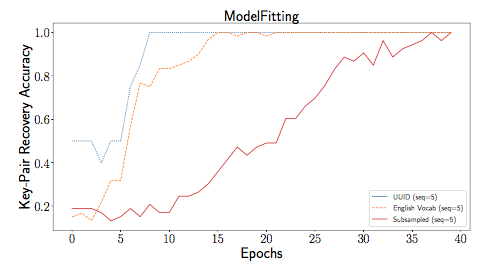 ModelFitting
Key-Pair Recovery Accuracy
1.0
0.8
0.6
0.4
0.2
0
5
10
15
20
25
30
35
40
Epochs
UUID (seq=5)
English Vocab (seq=5)
Subsampled (seq=5)